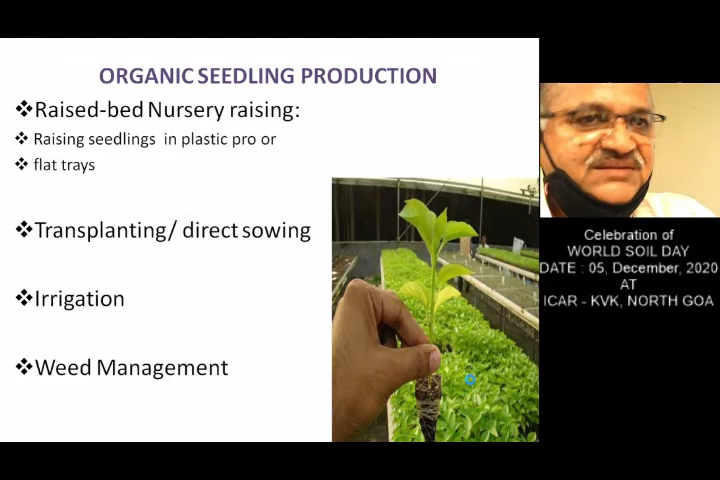 ORGANIC SEEDLING PRODUCTION
Raised-bed Nursery raising:
Raising seedlings in plastic pro or
flat trays
Transplanting/ direct sowing
Irrigation
Weed Management
Celebration of
WORLD SOIL DAY
DATE : 05, December, 2020
AT
ICAR - KVK, NORTH GOA